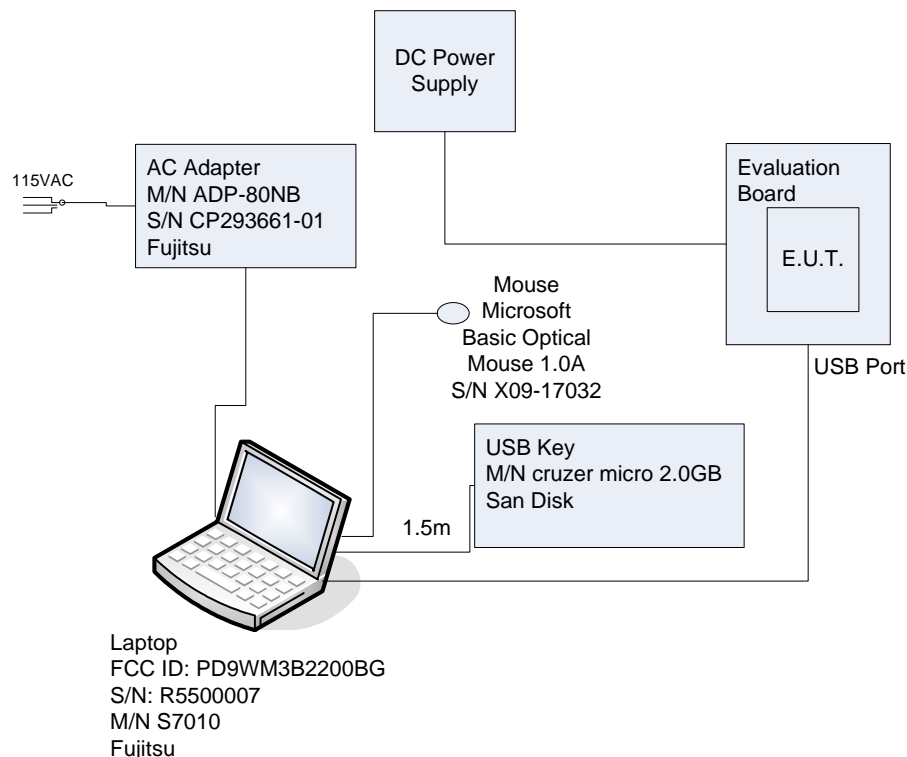 DC Power
Supply
115VAC
AC Adapter
M/N ADP-80NB
S/N CP293661-01
Fujitsu
Evaluation
Board
E.U.T.
USB Port
Mouse
Microsoft
Basic Optical
Mouse 1.0A
S/N X09-17032
USB Key
M/N cruzer micro 2.0GB
San Disk
1.5m
Laptop
FCC ID: PD9WM3B2200BG
S/N: R5500007
M/N S7010
Fujitsu